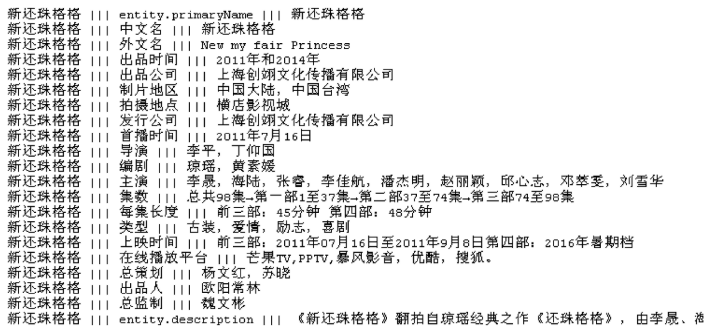 新还珠格格 ||| entity.primaryName ||| 新还珠格格
新还珠格格 ||| 中文名 ||| 新还珠格格
新还珠格格 ||| 外文名 ||| New my fair Princess
新还珠格格 ||| 出品时间 ||| 2011年和2014年
新还珠格格 ||| 出品公司 ||| 上海创翊文化传播有限公司
新还珠格格 ||| 制片地区 ||| 中国大陆，中国台湾
新还珠格格 ||| 拍摄地点 ||| 横店影视城
新还珠格格 ||| 发行公司 ||| 上海创翊文化传播有限公司
新还珠格格 ||| 首播时间 ||| 2011年7月16日
新还珠格格 ||| 导演 ||| 李平，丁仰国
新还珠格格 ||| 编剧 ||| 琼瑶，黄素媛
新还珠格格 ||| 主演 ||| 李晟，海陆，张睿，李佳航，潘杰明，赵丽颖，邱心志，邓萃雯，刘雪华
新还珠格格 ||| 集数 ||| 总共98集→第一部1至37集→第二部37至74集→第三部74至98集
新还珠格格 ||| 每集长度 ||| 前三部：45分钟 第四部：48分钟
新还珠格格 ||| 类型 ||| 古装，爱情，励志，喜剧
新还珠格格 ||| 上映时间 ||| 前三部：2011年07月16日至2011年9月8日第四部：2016年暑期档
新还珠格格 ||| 在线播放平台 ||| 芒果TV,PPTV,暴风影音，优酷，搜狐。
新还珠格格 ||| 总策划 ||| 杨文红，苏晓
新还珠格格 ||| 出品人 ||| 欧阳常林
新还珠格格 ||| 总监制 ||| 魏文彬
新还珠格格 ||| entity.description ||| 《新还珠格格》翻拍自琼瑶经典之作《还珠格格》，由李晟、海